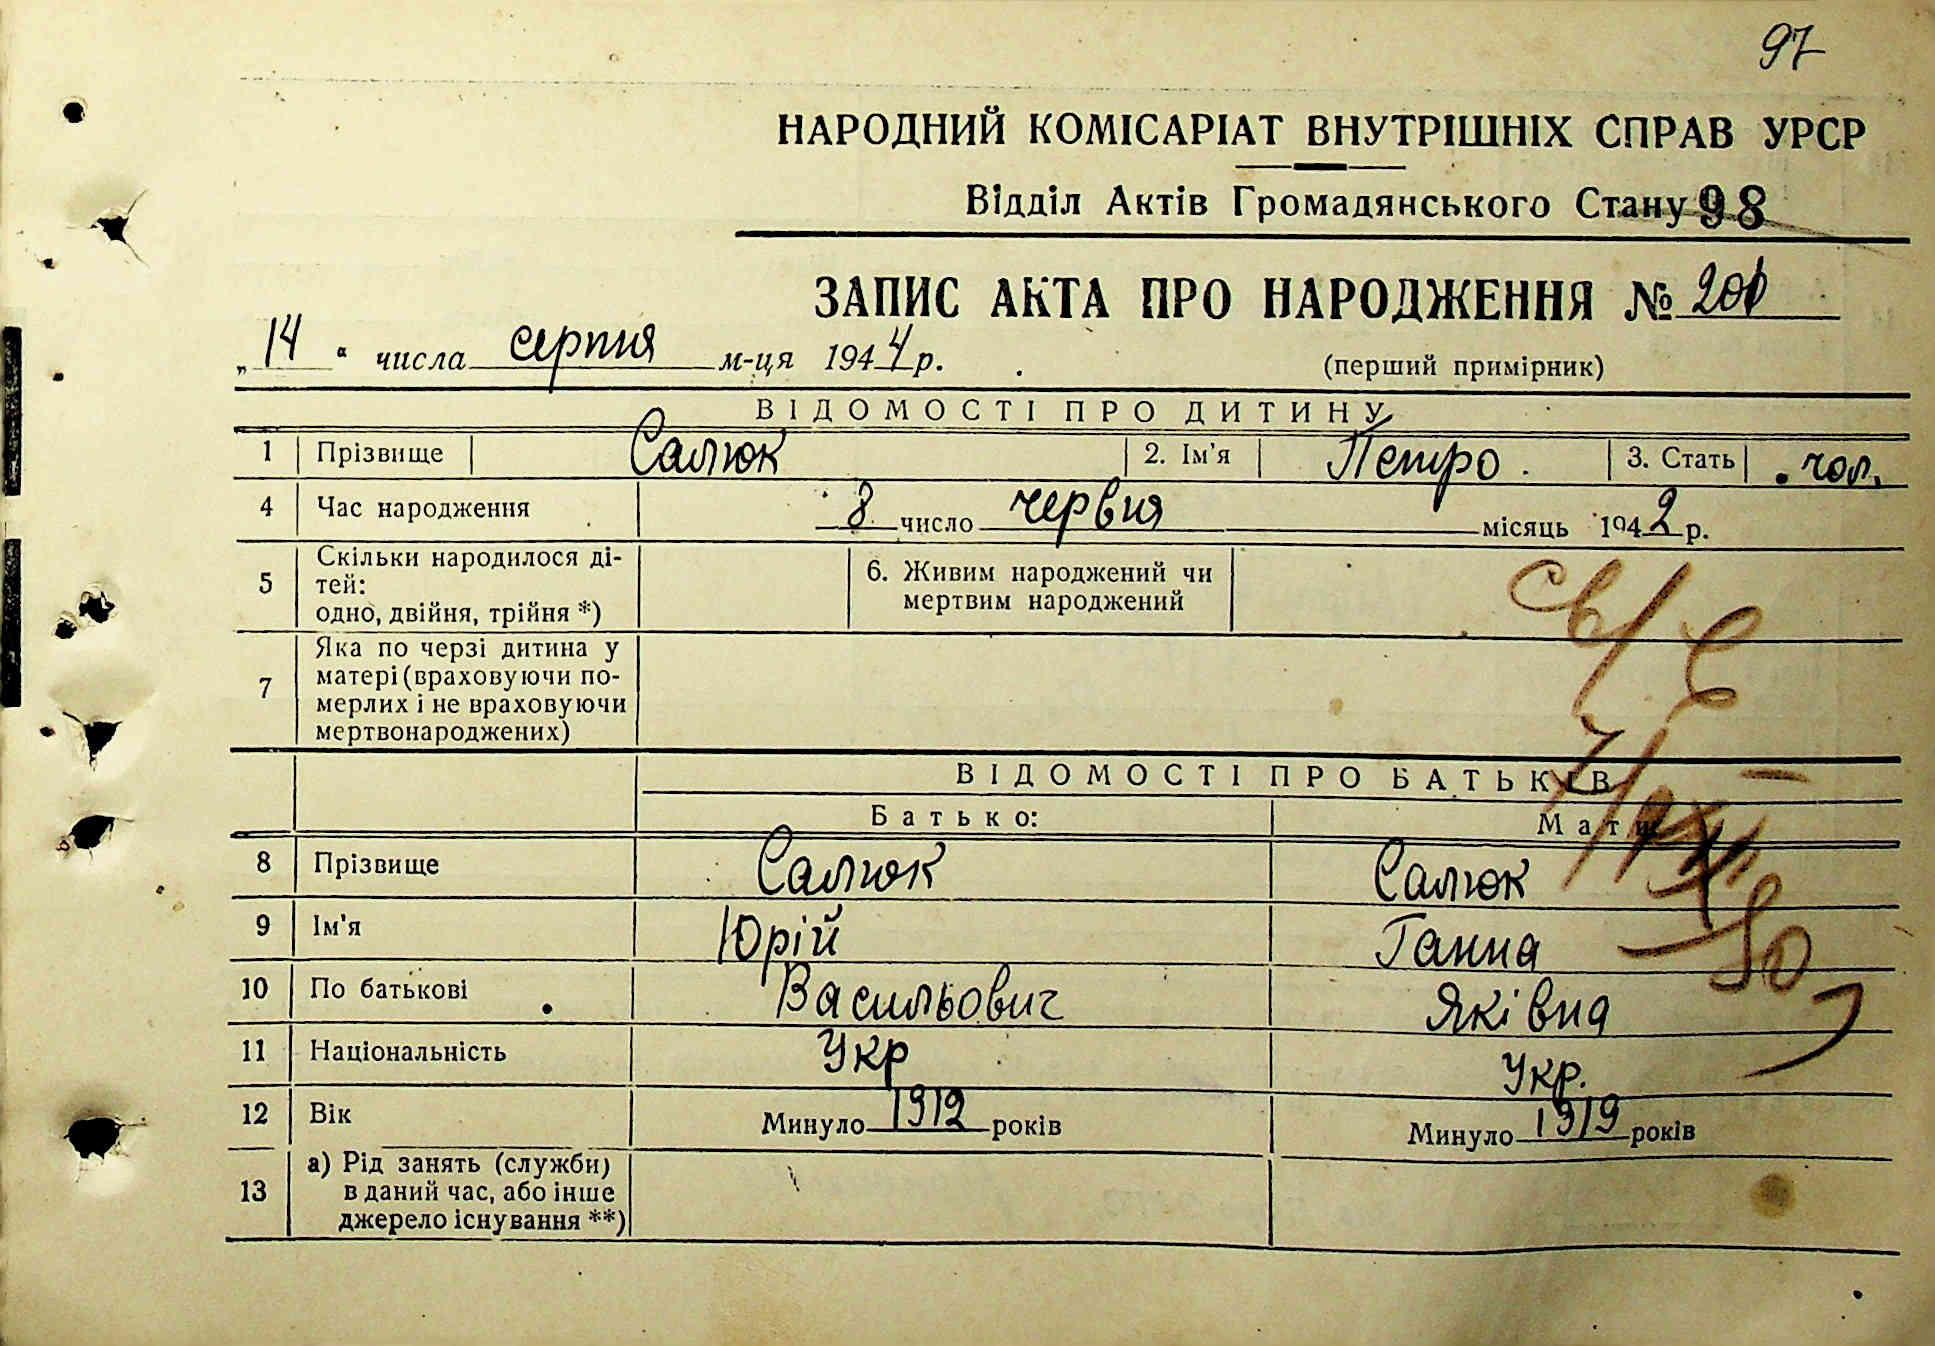 97
НАРОДНИЙ КОМІСАРІАТ ВНУТРІШНІХ СПРАВ УРСР
Відділ Актів Громадянського Стану 98
ЗАПИС АКТА ПРО НАРОДЖЕННЯ №
„14“ числа серпня м-ця 1944 р. (перший примірник)
ВІДОМОСТІ ПРО ДИТИНУ
1 Прізвище Салюк 2. Ім'я Петро. 3. Стать чол.
4 Час народження 8 число червня місяць 1942 р.
5 Скільки народилося ді-
тей:
одно, двійня, трійня *)
6. Живим народжений чи
мертвим народжений
7 Яка по черзі дитина у
матері (враховуючи по-
мерлих і не враховуючи
мертвонароджених)
ВІДОМОСТІ ПРО БАТЬКІВ
Батько: Мати
8 Прізвище Салюк Салюк
9 Ім'я Юрій Ганна
10 По батькові Васильович Яківна
11 Національність Укр Укр.
12 Вік Минуло 1912 років Минуло 1919 років
13 а) Рід занять (служби)
в даний час, або інше
джерело існування **)